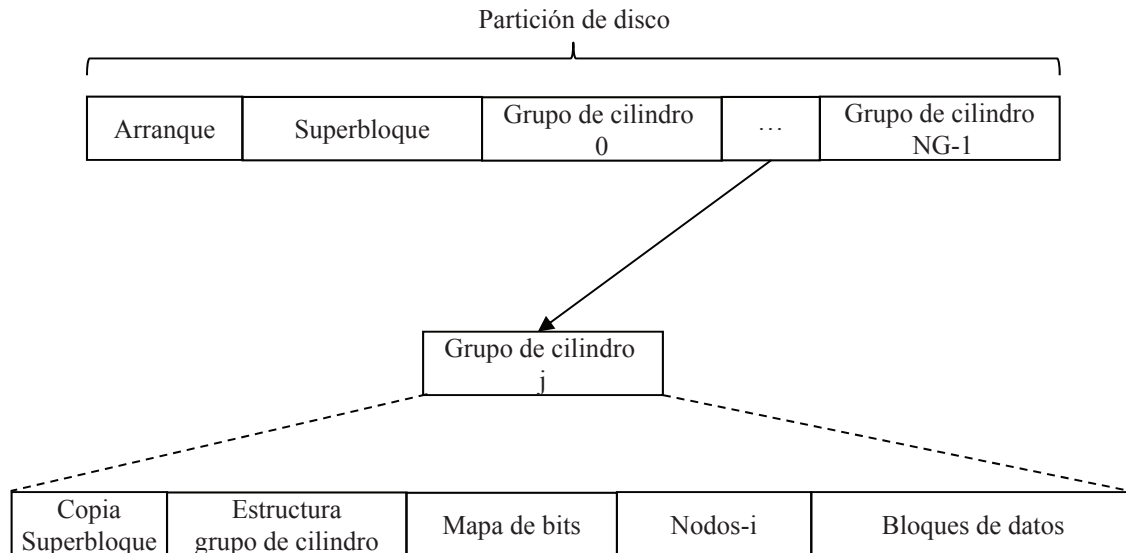 Partición de disco
Arranque
Superbloque
Grupo de cilindro
0
…
Grupo de cilindro
NG-1
Grupo de cilindro
j
Copia
Superbloque
Estructura
grupo de cilindro
Mapa de bits
Nodos-i
Bloques de datos